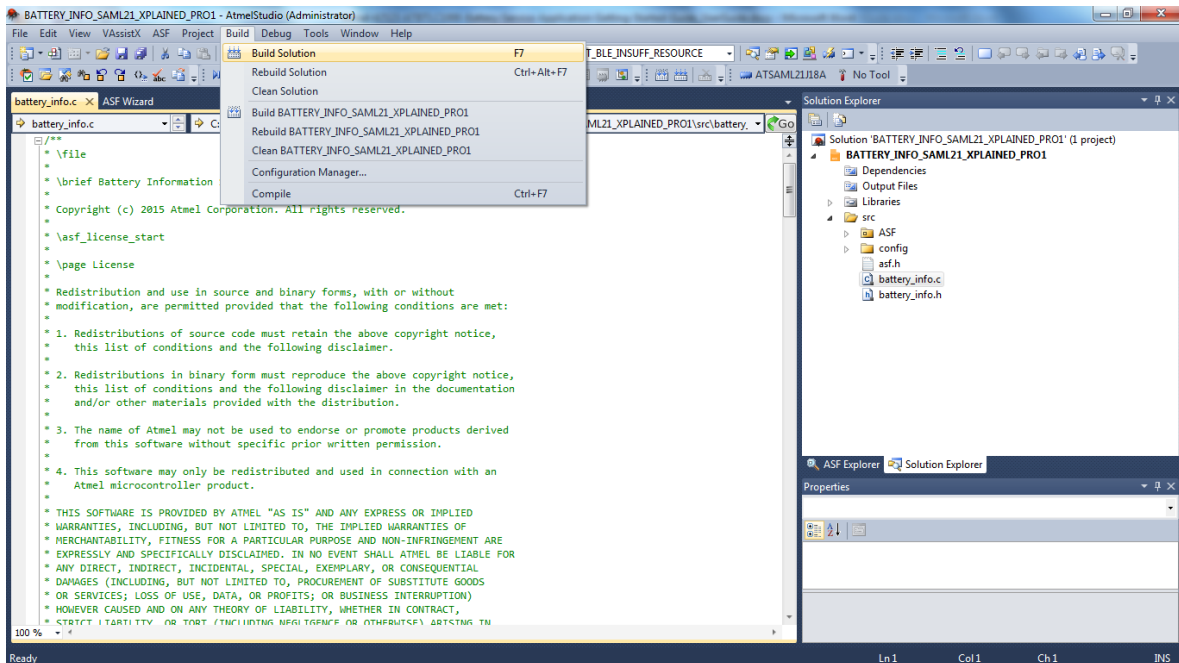 BATTERY_INFO_SAML21_XPLAINED_PRO1 - AtmelStudio (Administrator)
File Edit View VAssistX ASF Project Build Debug Tools Window Help
T_BLE_INSUFF_RESOURCE
ATSAML21J18A No Tool
Build Solution F7
Rebuild Solution Ctrl+Alt+F7
Clean Solution
Build BATTERY_INFO_SAML21_XPLAINED_PRO1
Rebuild BATTERY_INFO_SAML21_XPLAINED_PRO1
Clean BATTERY_INFO_SAML21_XPLAINED_PRO1
Configuration Manager...
Compile Ctrl+F7
battery_info.c ASF Wizard
battery_info.c C: ML21_XPLAINED_PRO1\src\battery_ Go
/**
* \file
*
* \brief Battery Information
*
* Copyright (c) 2015 Atmel Corporation. All rights reserved.
*
* \asf_license_start
*
* \page License
*
* Redistribution and use in source and binary forms, with or without
* modification, are permitted provided that the following conditions are met:
*
* 1. Redistributions of source code must retain the above copyright notice,
* this list of conditions and the following disclaimer.
*
* 2. Redistributions in binary form must reproduce the above copyright notice,
* this list of conditions and the following disclaimer in the documentation
* and/or other materials provided with the distribution.
*
* 3. The name of Atmel may not be used to endorse or promote products derived
* from this software without specific prior written permission.
*
* 4. This software may only be redistributed and used in connection with an
* Atmel microcontroller product.
*
* THIS SOFTWARE IS PROVIDED BY ATMEL "AS IS" AND ANY EXPRESS OR IMPLIED
* WARRANTIES, INCLUDING, BUT NOT LIMITED TO, THE IMPLIED WARRANTIES OF
* MERCHANTABILITY, FITNESS FOR A PARTICULAR PURPOSE AND NON-INFRINGEMENT ARE
* EXPRESSLY AND SPECIFICALLY DISCLAIMED. IN NO EVENT SHALL ATMEL BE LIABLE FOR
* ANY DIRECT, INDIRECT, INCIDENTAL, SPECIAL, EXEMPLARY, OR CONSEQUENTIAL
* DAMAGES (INCLUDING, BUT NOT LIMITED TO, PROCUREMENT OF SUBSTITUTE GOODS
* OR SERVICES; LOSS OF USE, DATA, OR PROFITS; OR BUSINESS INTERRUPTION)
* HOWEVER CAUSED AND ON ANY THEORY OF LIABILITY, WHETHER IN CONTRACT,
* STRICT LIABILITY, OR TORT (INCLUDING NEGLIGENCE OR OTHERWISE) ARISING IN
100 %
Solution Explorer
Solution 'BATTERY_INFO_SAML21_XPLAINED_PRO1' (1 project)
BATTERY_INFO_SAML21_XPLAINED_PRO1
Dependencies
Output Files
Libraries
src
ASF
config
asf.h
battery_info.c
battery_info.h
ASF Explorer Solution Explorer
Properties
Ready Ln 1 Col 1 Ch 1 INS